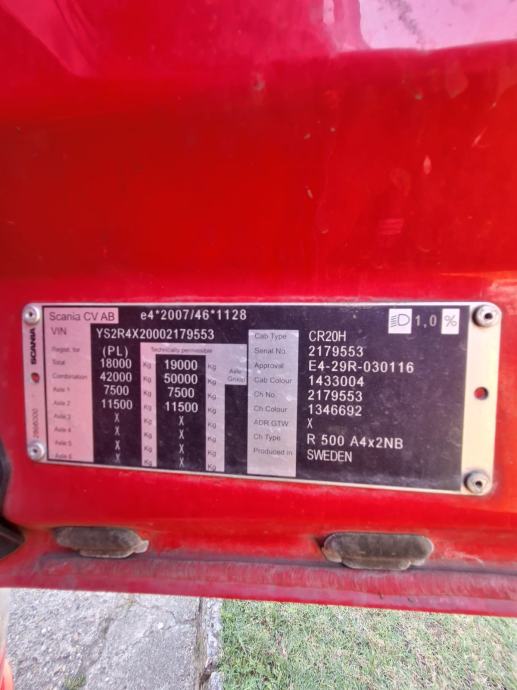 Scania CV AB e4*2007/46*1128 1,0 %
VIN YS2R4X20002179553
SCANIA
Regist. for (PL) Technically permissible
Total 18000 Kg 19000 Kg
Combination 42000 Kg 50000 Kg
Axle 1 7500 Kg 7500 Kg
Axle 2 11500 Kg 11500 Kg
Axle 3 X Kg X Kg
Axle 4 X Kg X Kg
Axle 5 X Kg X Kg
Axle 6 X Kg X Kg
Axle Group
Cab Type CR20H
Serial No. 2179553
Approval E4-29R-030116
Cab Colour 1433004
Ch No. 2179553
Ch Colour 1346692
ADR GTW X
Ch Type R 500 A4x2NB
Produced in SWEDEN